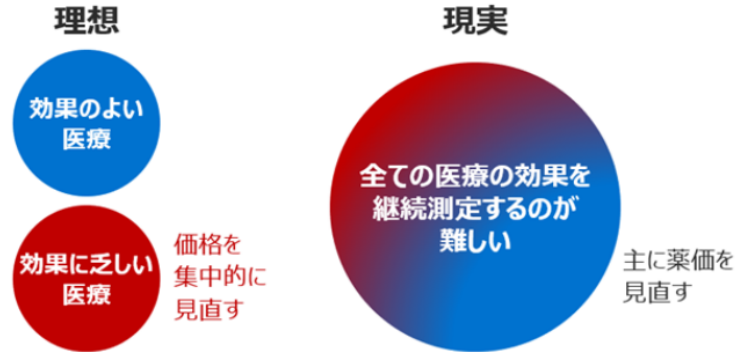 理想
効果のよい
医療
効果に乏しい
医療
価格を
集中的に
見直す
現実
全ての医療の効果を
継続測定するのが
難しい
主に薬価を
見直す